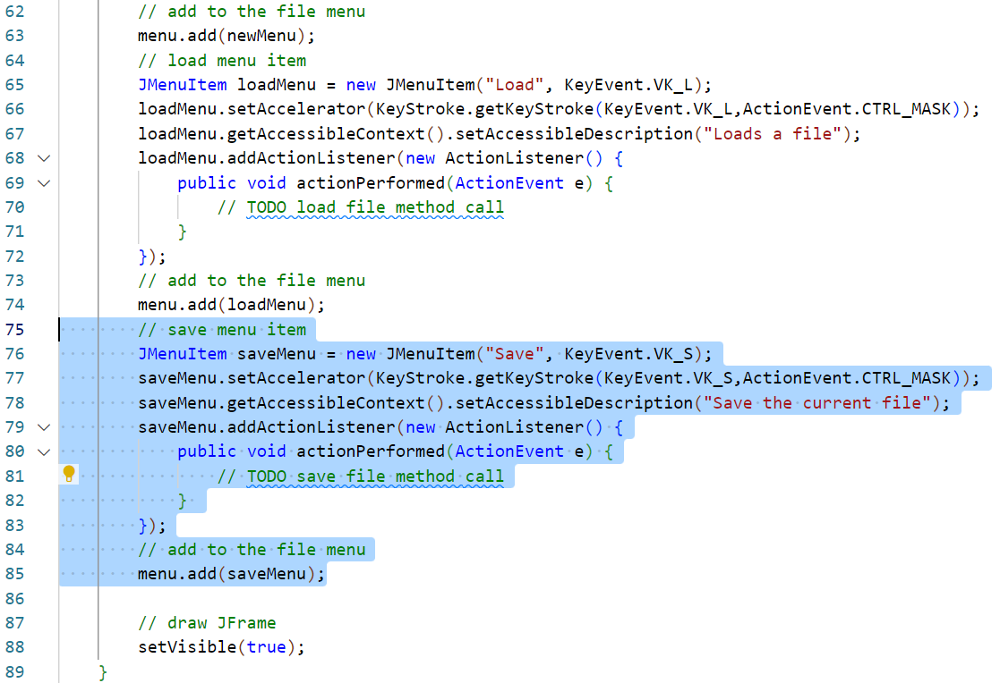 62 // add to the file menu
63 menu.add(newMenu);
64 // load menu item
65 JMenuItem loadMenu = new JMenuItem("Load", KeyEvent.VK_L);
66 loadMenu.setAccelerator(KeyStroke.getKeyStroke(KeyEvent.VK_L,ActionEvent.CTRL_MASK));
67 loadMenu.getAccessibleContext().setAccessibleDescription("Loads a file");
68 loadMenu.addActionListener(new ActionListener() {
69 public void actionPerformed(ActionEvent e) {
70 // TODO load file method call
71 }
72 });
73 // add to the file menu
74 menu.add(loadMenu);
75 // save menu item
76 JMenuItem saveMenu = new JMenuItem("Save", KeyEvent.VK_S);
77 saveMenu.setAccelerator(KeyStroke.getKeyStroke(KeyEvent.VK_S,ActionEvent.CTRL_MASK));
78 saveMenu.getAccessibleContext().setAccessibleDescription("Save the current file");
79 saveMenu.addActionListener(new ActionListener() {
80 public void actionPerformed(ActionEvent e) {
81 // TODO save file method call
82 }
83 });
84 // add to the file menu
85 menu.add(saveMenu);
86
87 // draw JFrame
88 setVisible(true);
89 }